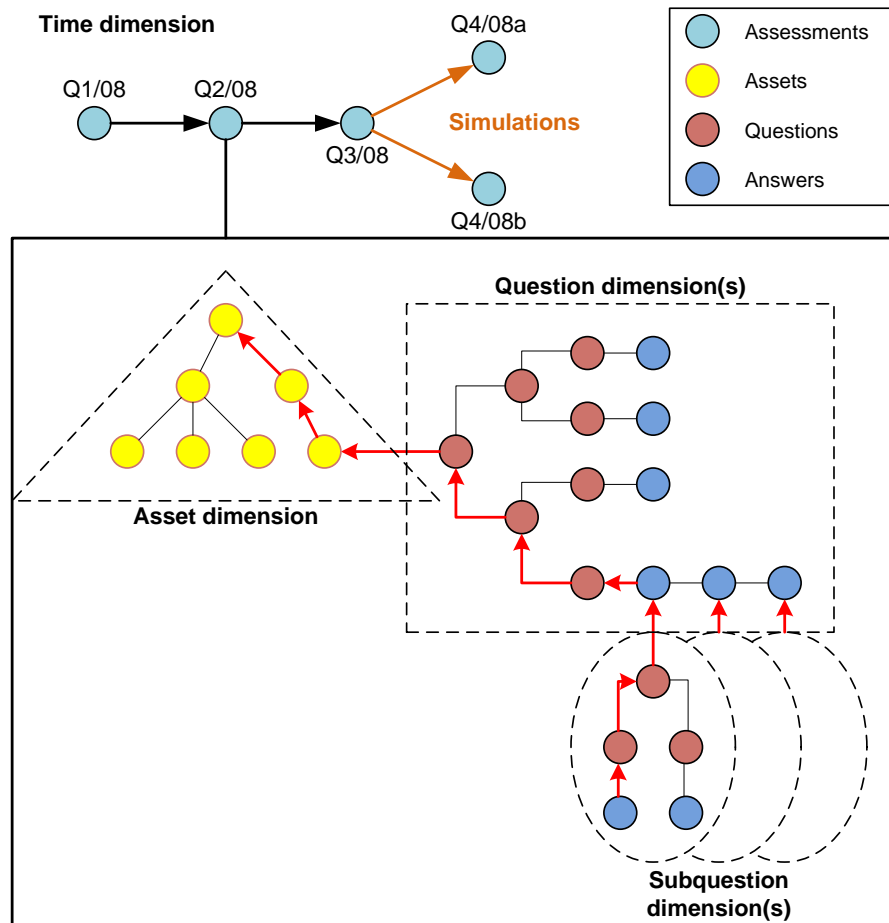 Time dimension
Q1/08
Q2/08
Q3/08
Q4/08a
Simulations
Q4/08b
Assessments
Assets
Questions
Answers
Question dimension(s)
Asset dimension
Subquestion
dimension(s)